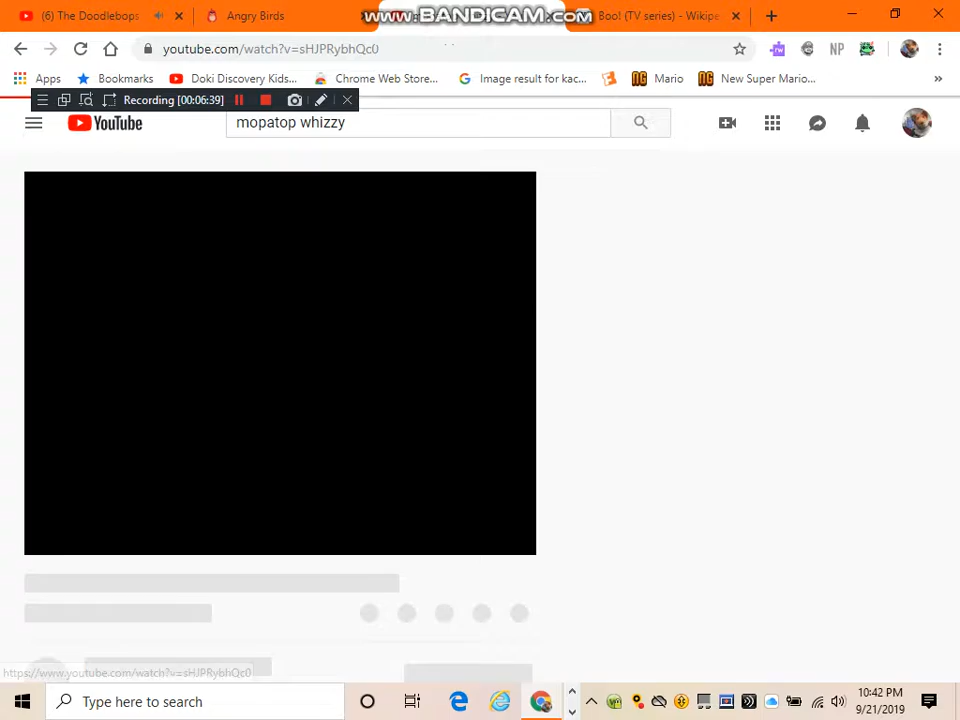 (6) The Doodlebops
Angry Birds
WWW.BANDICAM.COM
Boo! (TV series) - Wikipe
youtube.com/watch?v=sHJPRybhQc0
NP
Apps
Bookmarks
Doki Discovery Kids...
Chrome Web Store...
Image result for kac...
Mario
New Super Mario...
»
Recording [00:06:39]
YouTube
mopatop whizzy
https://www.youtube.com/watch?v=sHJPRybhQc0
Type here to search
10:42 PM
9/21/2019